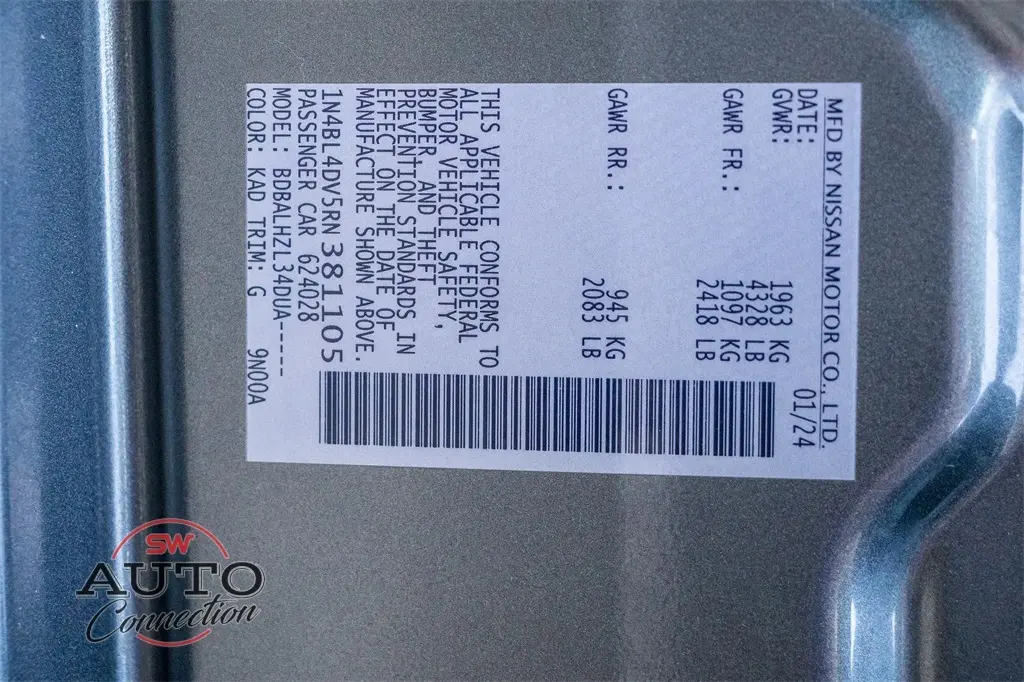 MFD BY NISSAN MOTOR CO., LTD.
DATE: 01/24
GVWR: 1963 KG
4328 LB
GAWR FR.: 1097 KG
2418 LB
GAWR RR.: 945 KG
2083 LB
THIS VEHICLE CONFORMS TO
ALL APPLICABLE FEDERAL
MOTOR VEHICLE SAFETY,
BUMPER, AND THEFT
PREVENTION STANDARDS IN
EFFECT ON THE DATE OF
MANUFACTURE SHOWN ABOVE.
1N4BL4DV5RN381105
PASSENGER CAR 624028
MODEL: BDBALHZL34DUA-----
COLOR: KAD TRIM: G 9N00A
SW
AUTO
Connection